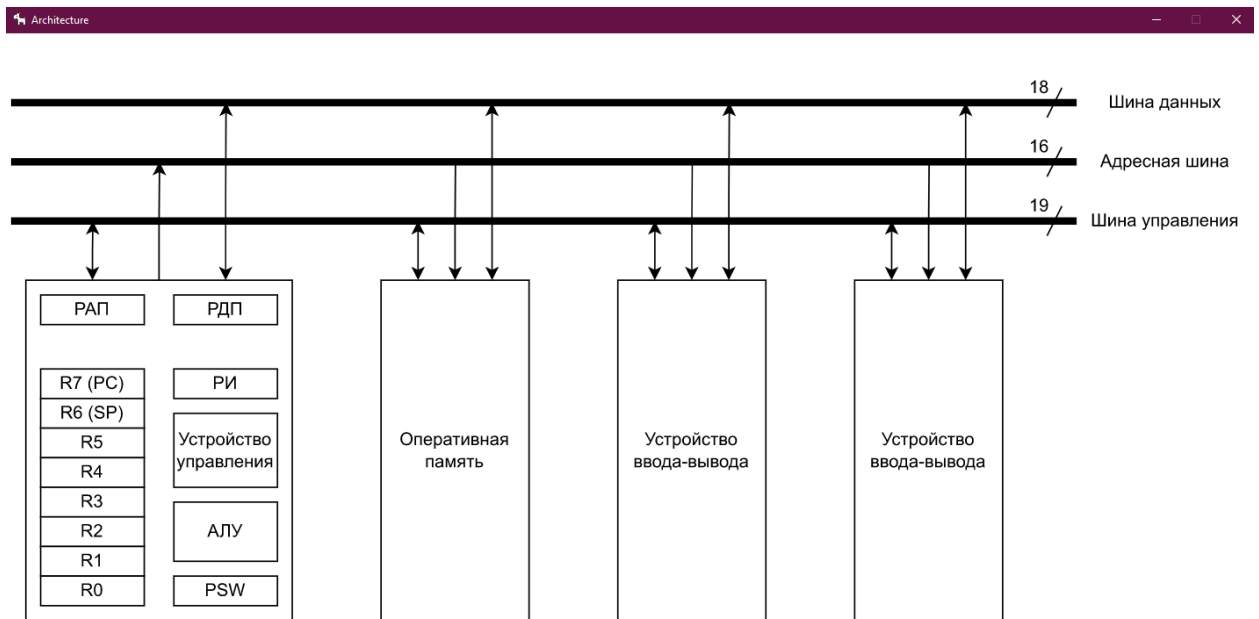 Architecture
18
Шина данных
16
Адресная шина
19
Шина управления
РАП
РДП
R7 (PC)
R6 (SP)
R5
R4
R3
R2
R1
R0
РИ
Устройство
управления
АЛУ
PSW
Оперативная
память
Устройство
ввода-вывода
Устройство
ввода-вывода